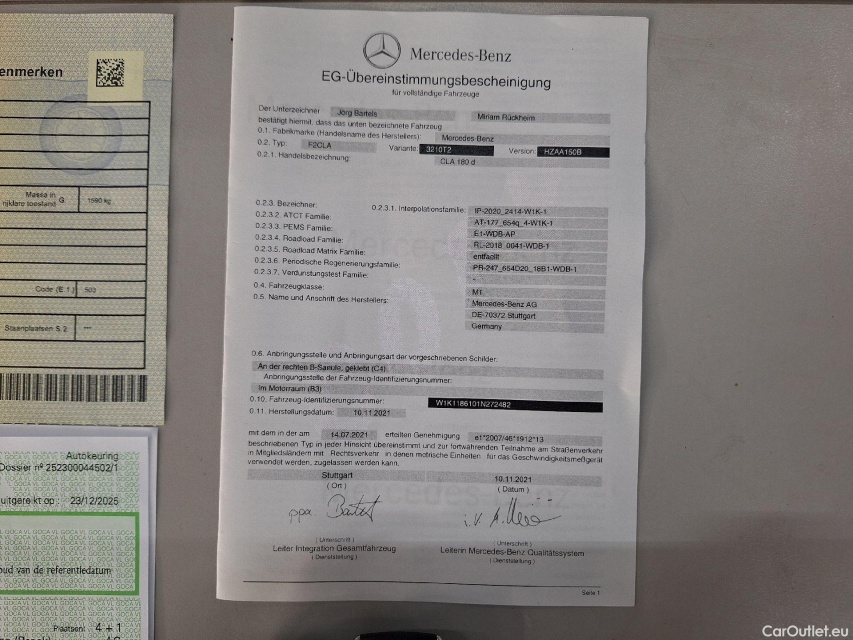 enmerken
Massa in
rijklare toestand G 1590 kg
Code (E.1) 503
Staanplaatsen S.2 ---
Autokeuring
Dossier nº 252300044502/1
uitgereikt op : 23/12/2025
oud van de referentiedatum
Plaatsen: 4 + 1
Mercedes-Benz
EG-Übereinstimmungsbescheinigung
für vollständige Fahrzeuge
Der Unterzeichner Jörg Bartels Miriam Rückheim
bestätigt hiermit, dass das unten bezeichnete Fahrzeug
0.1. Fabrikmarke (Handelsname des Herstellers): Mercedes-Benz
0.2. Typ: F2CLA Variante: 3210T2 Version: HZAA150B
0.2.1. Handelsbezeichnung: CLA 180 d
0.2.3. Bezeichner: 0.2.3.1. Interpolationsfamilie: IP-2020_2414-W1K-1
0.2.3.2. ATCT Familie: AT-177_654q_4-W1K-1
0.2.3.3. PEMS Familie: E1-WDB-AP
0.2.3.4. Roadload Familie: RL-2018_0041-WDB-1
0.2.3.5. Roadload Matrix Familie: entfaellt
0.2.3.6. Periodische Regenerierungsfamilie: PR-247_654D20_18B1-WDB-1
0.2.3.7. Verdunstungstest Familie: -
0.4. Fahrzeugklasse: M1
0.5. Name und Anschrift des Herstellers: Mercedes-Benz AG
DE-70372 Stuttgart
Germany
0.6. Anbringungsstelle und Anbringungsart der vorgeschriebenen Schilder:
An der rechten B-Saeule, geklebt (C4)
Anbringungsstelle der Fahrzeug-Identifizierungsnummer:
Im Motorraum (B3)
0.10. Fahrzeug-Identifizierungsnummer: W1K1186101N272482
0.11. Herstellungsdatum: 10.11.2021
mit dem in der am 14.07.2021 erteilten Genehmigung e1*2007/46*1912*13
beschriebenen Typ in jeder Hinsicht übereinstimmt und zur fortwährenden Teilnahme am Straßenverkehr
in Mitgliedsländern mit Rechtsverkehr in denen metrische Einheiten für das Geschwindigkeitsmeßgerät
verwendet werden, zugelassen werden kann.
Stuttgart 10.11.2021
( Ort ) ( Datum )
ppa.
i.V.
( Unterschrift ) ( Unterschrift )
Leiter Integration Gesamtfahrzeug Leiterin Mercedes-Benz Qualitätssystem
( Dienststellung ) ( Dienststellung )
Seite 1
CarOutlet.eu